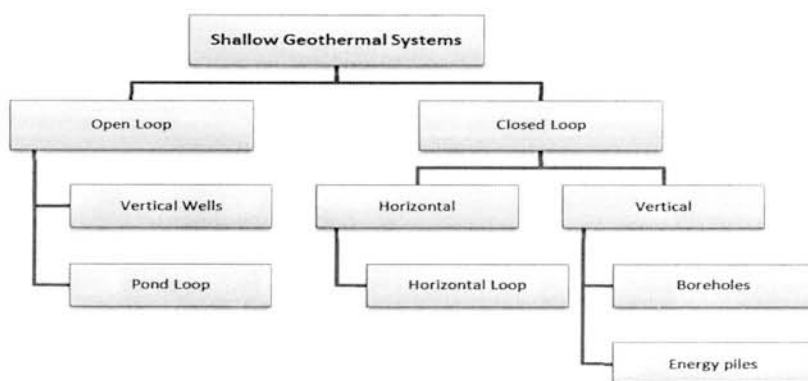 Shallow Geothermal Systems
Open Loop
Closed Loop
Vertical Wells
Horizontal
Vertical
Pond Loop
Horizontal Loop
Boreholes
Energy piles